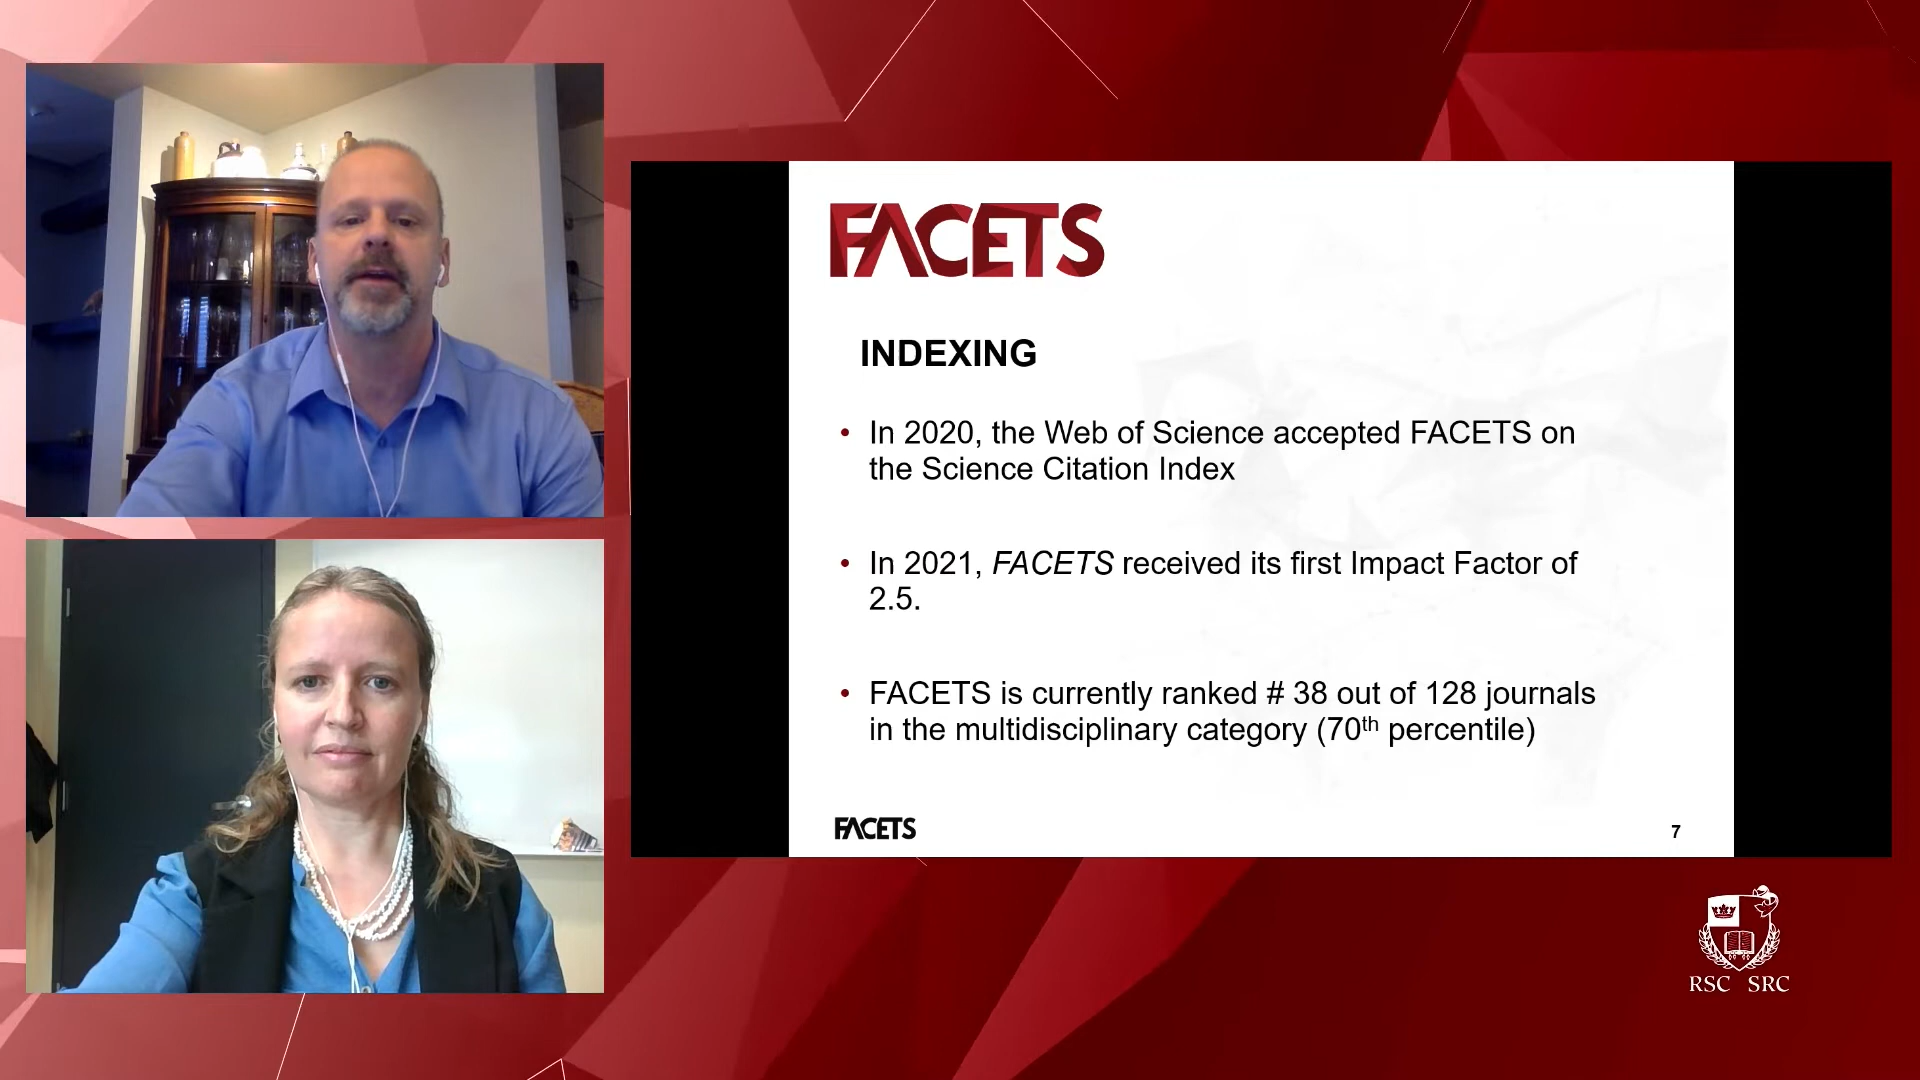 FACETS
INDEXING
• In 2020, the Web of Science accepted FACETS on
the Science Citation Index
• In 2021, FACETS received its first Impact Factor of
2.5.
• FACETS is currently ranked # 38 out of 128 journals
in the multidisciplinary category (70th percentile)
FACETS
7
RSC SRC